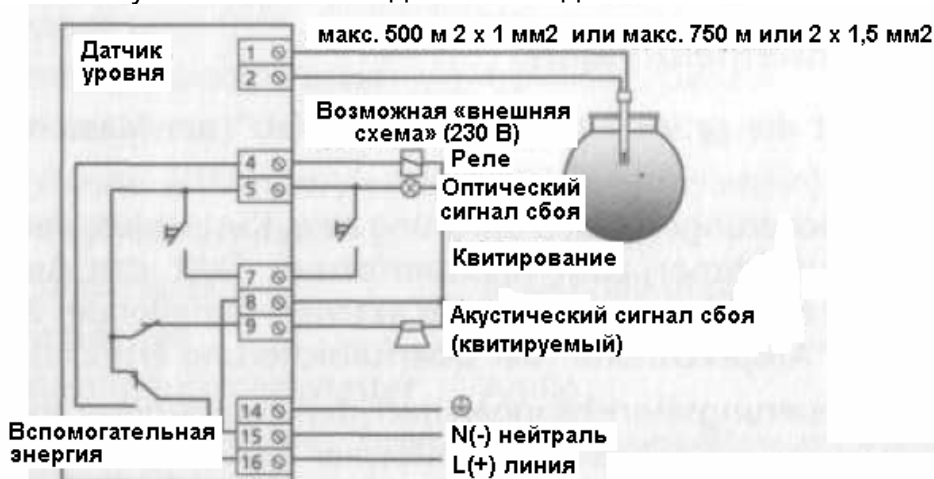 Датчик
уровня
макс. 500 м 2 x 1 мм2 или макс. 750 м или 2 x 1,5 мм2
1
2
Возможная «внешняя
схема» (230 В)
4
Реле
5
Оптический
сигнал сбоя
Квитирование
7
8
9
Акустический сигнал сбоя
(квитируемый)
14
Вспомогательная
энергия
15
N(-) нейтраль
16
L(+) линия